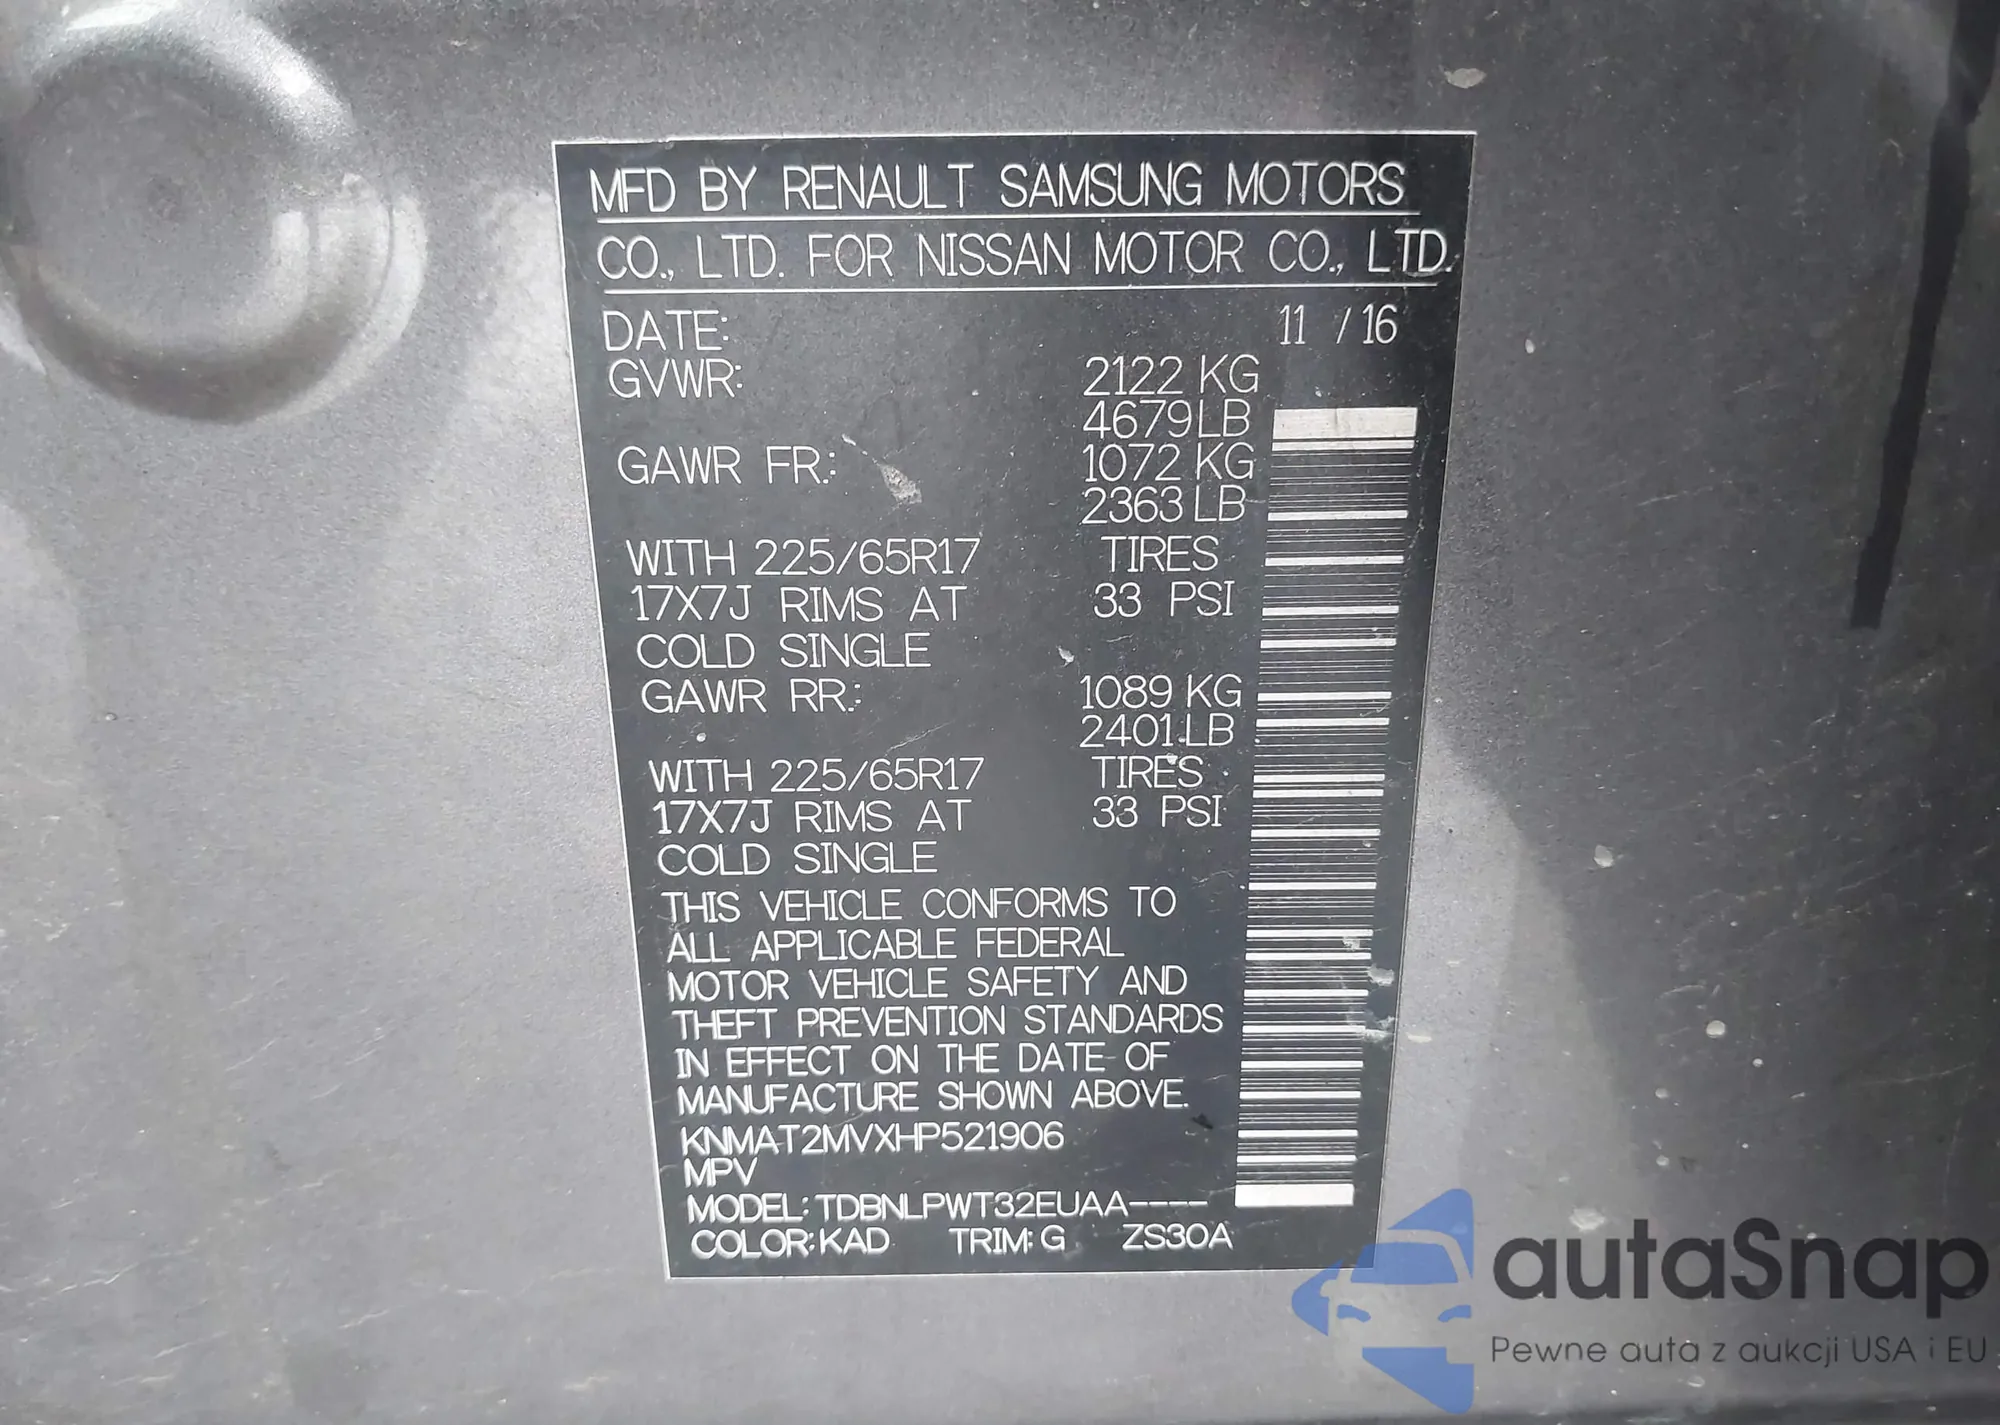 MFD BY RENAULT SAMSUNG MOTORS
CO., LTD. FOR NISSAN MOTOR CO., LTD.
DATE: 11 / 16
GVWR: 2122 KG
4679 LB
GAWR FR.: 1072 KG
2363 LB
WITH 225/65R17 TIRES
17X7J RIMS AT 33 PSI
COLD SINGLE
GAWR RR.: 1089 KG
2401 LB
WITH 225/65R17 TIRES
17X7J RIMS AT 33 PSI
COLD SINGLE
THIS VEHICLE CONFORMS TO
ALL APPLICABLE FEDERAL
MOTOR VEHICLE SAFETY AND
THEFT PREVENTION STANDARDS
IN EFFECT ON THE DATE OF
MANUFACTURE SHOWN ABOVE.
KNMAT2MVXHP521906
MPV
MODEL: TDBNLPWT32EUAA----
COLOR: KAD TRIM: G ZS30A
autaSnap
Pewne auta z aukcji USA i EU